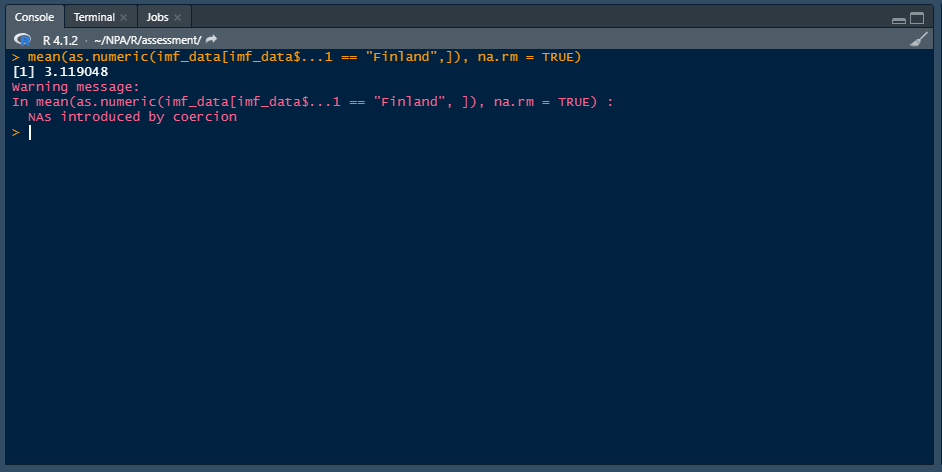 Console Terminal Jobs
R 4.1.2 · ~/NPA/R/assessment/
> mean(as.numeric(imf_data[imf_data$...1 == "Finland",]), na.rm = TRUE)
[1] 3.119048
Warning message:
In mean(as.numeric(imf_data[imf_data$...1 == "Finland", ]), na.rm = TRUE) :
  NAs introduced by coercion
>